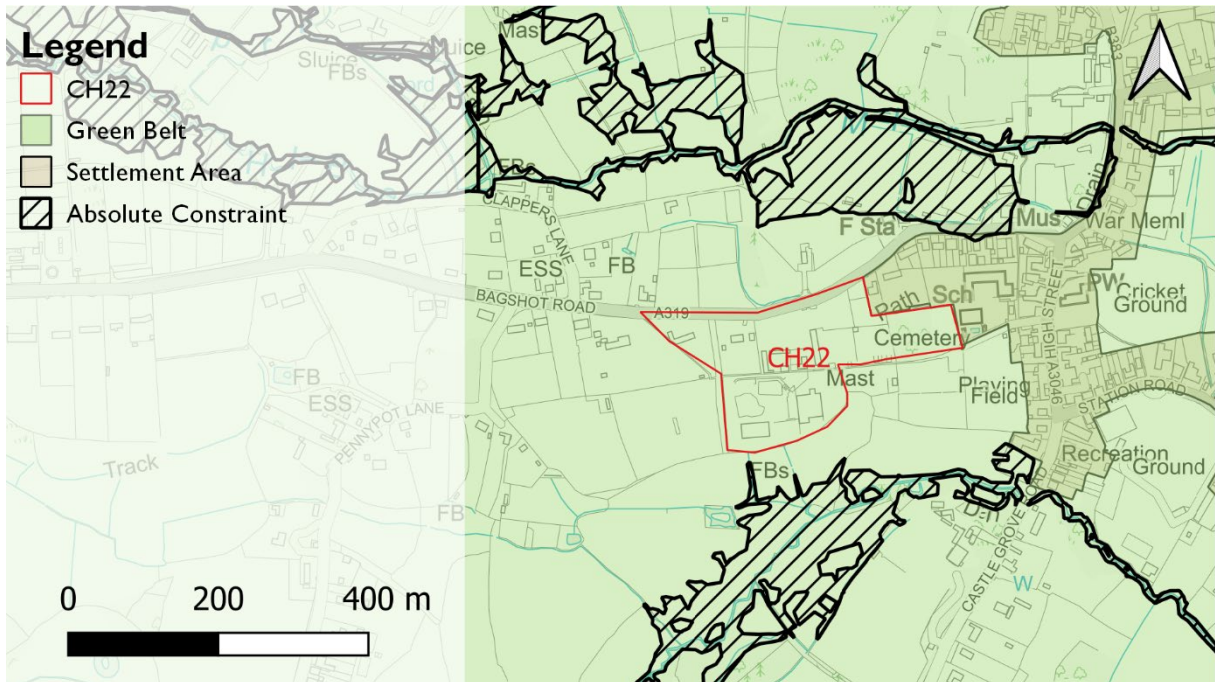 Legend
CH22
Green Belt
Settlement Area
Absolute Constraint
Sluice
FBs
Sluice
Mast
B383
FBs
CLAPPERS LANE
ESS
FB
BAGSHOT ROAD
A319
F Sta
Mus
Drain
War Meml
PW
Cricket
Ground
Path
Sch
Cemetery
HIGH STREET
A3046
CH22
Mast
Playing
Field
STATION ROAD
FB
ESS
PENNYPOT LANE
Track
FB
FBs
Recreation
Ground
W
0 200 400 m